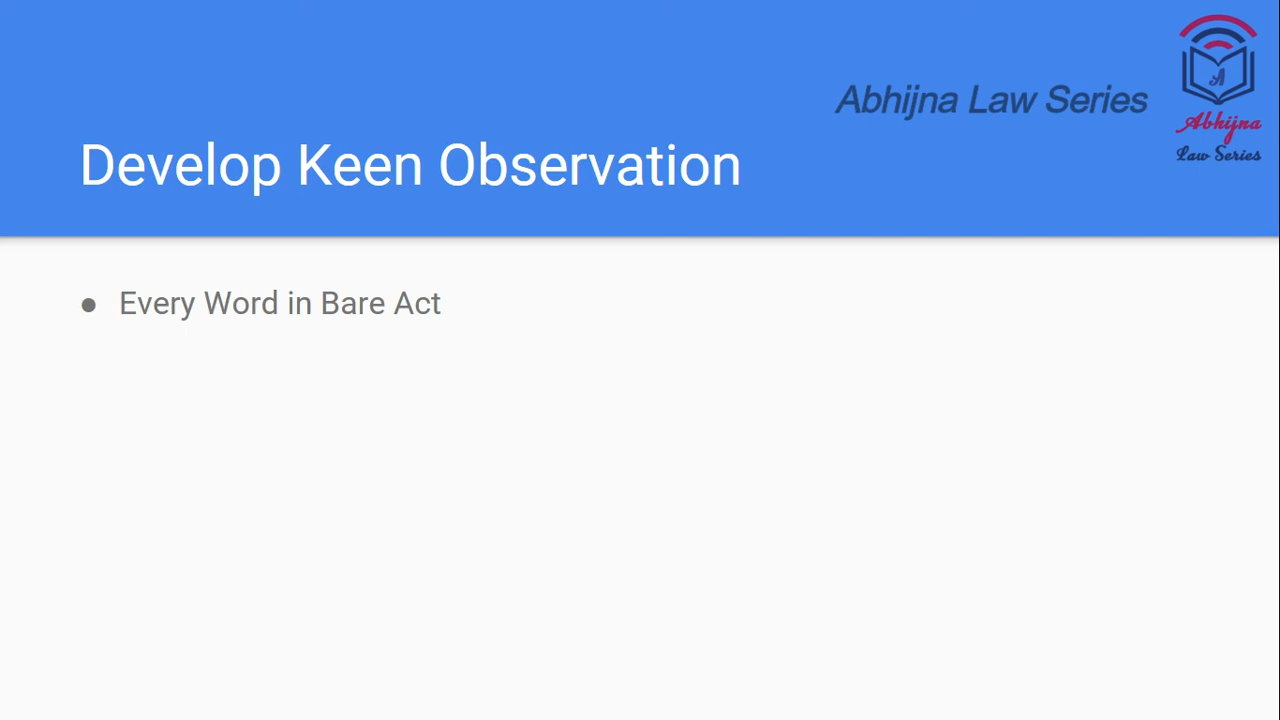 Abhijna Law Series
A
Abhijna
Law Series
Develop Keen Observation
● Every Word in Bare Act